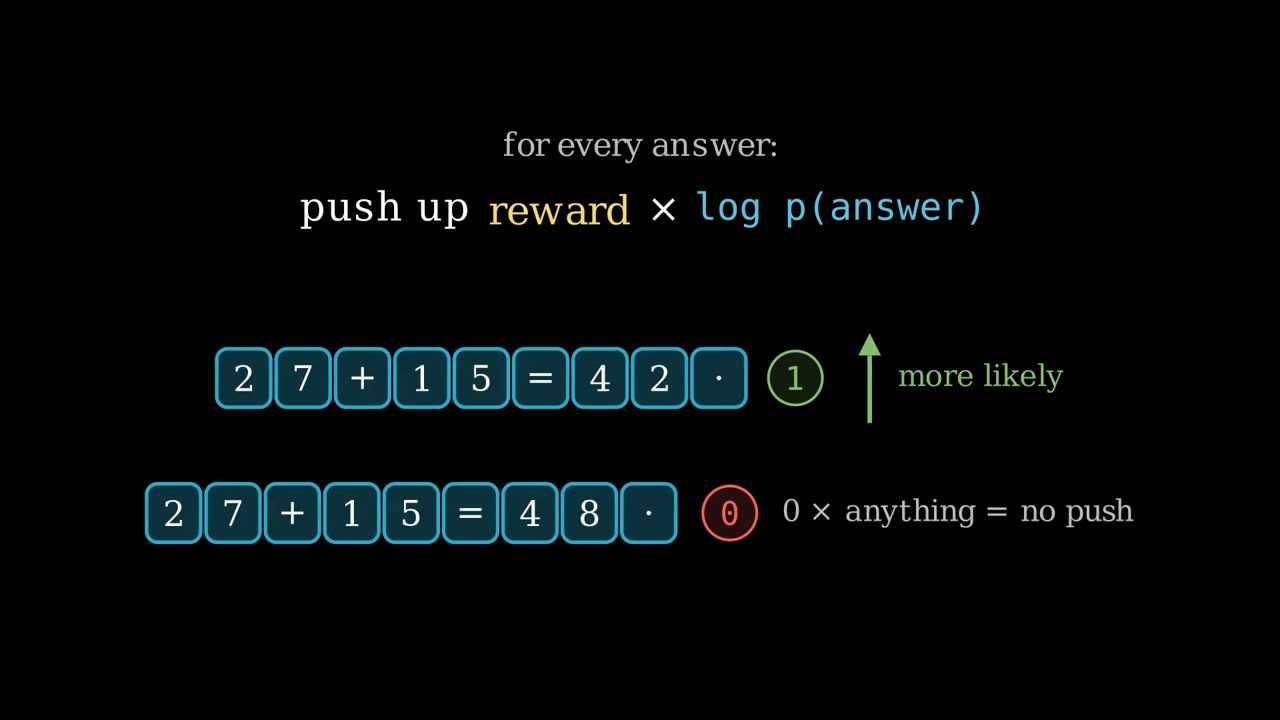 for every answer:
push up reward × log p(answer)
2 7 + 1 5 = 4 2 · 1 more likely
2 7 + 1 5 = 4 8 · 0 0 × anything = no push